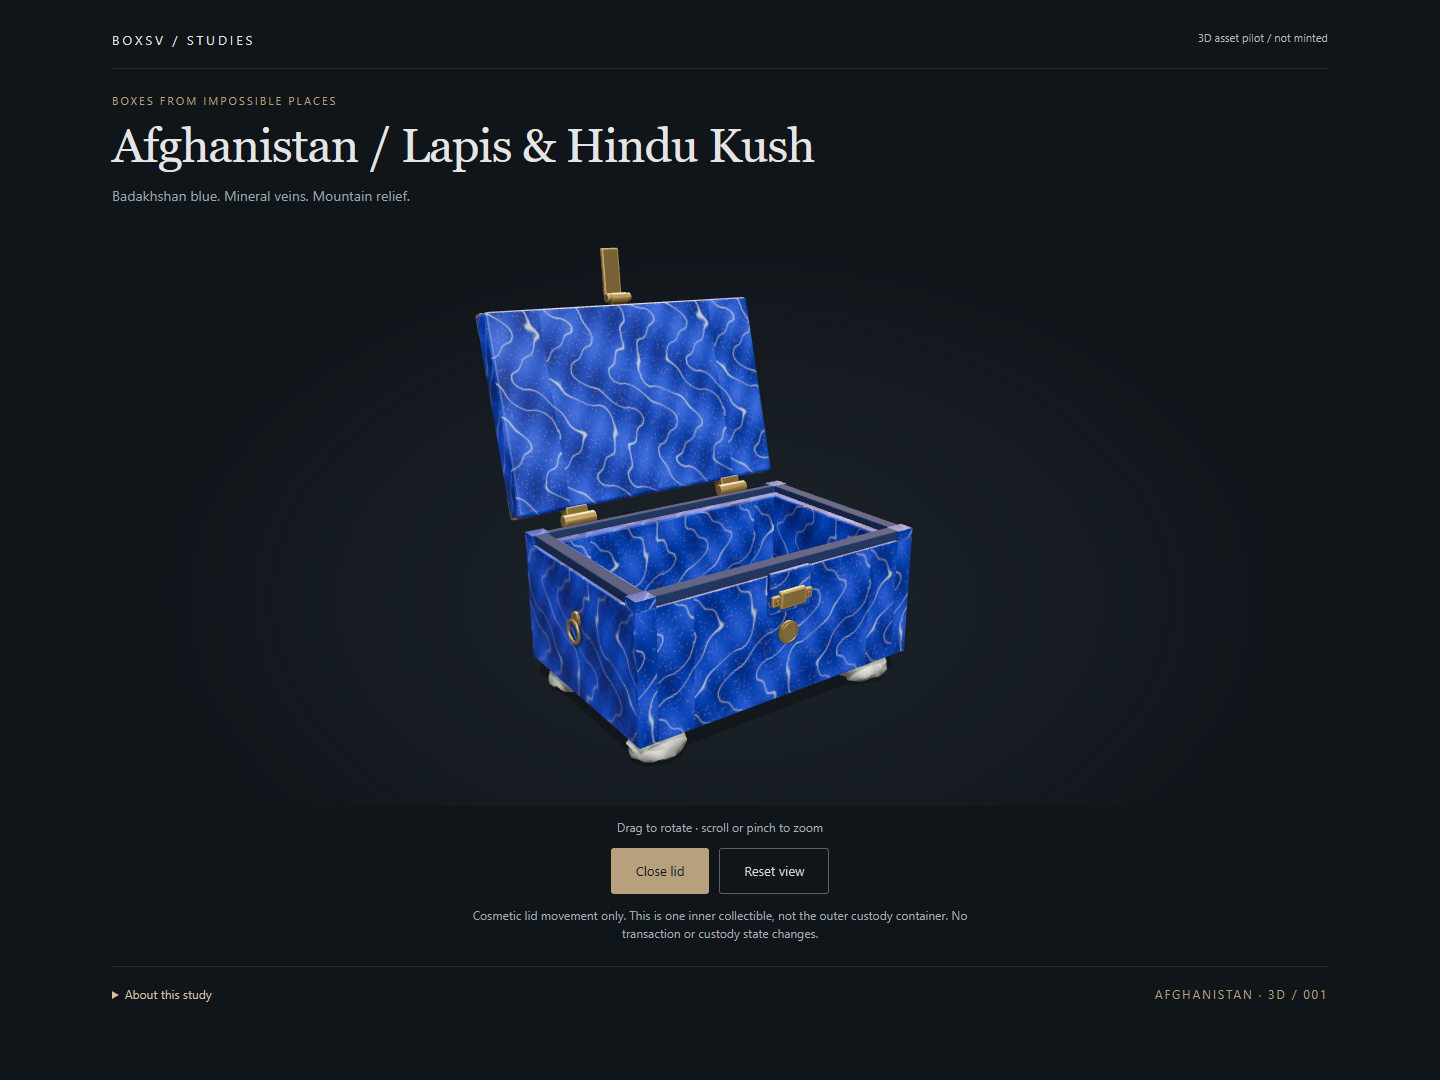 BOXSV / STUDIES
3D asset pilot / not minted
BOXES FROM IMPOSSIBLE PLACES
Afghanistan / Lapis & Hindu Kush
Badakhshan blue. Mineral veins. Mountain relief.
Drag to rotate · scroll or pinch to zoom
Close lid
Reset view
Cosmetic lid movement only. This is one inner collectible, not the outer custody container. No
transaction or custody state changes.
About this study
AFGHANISTAN · 3D / 001